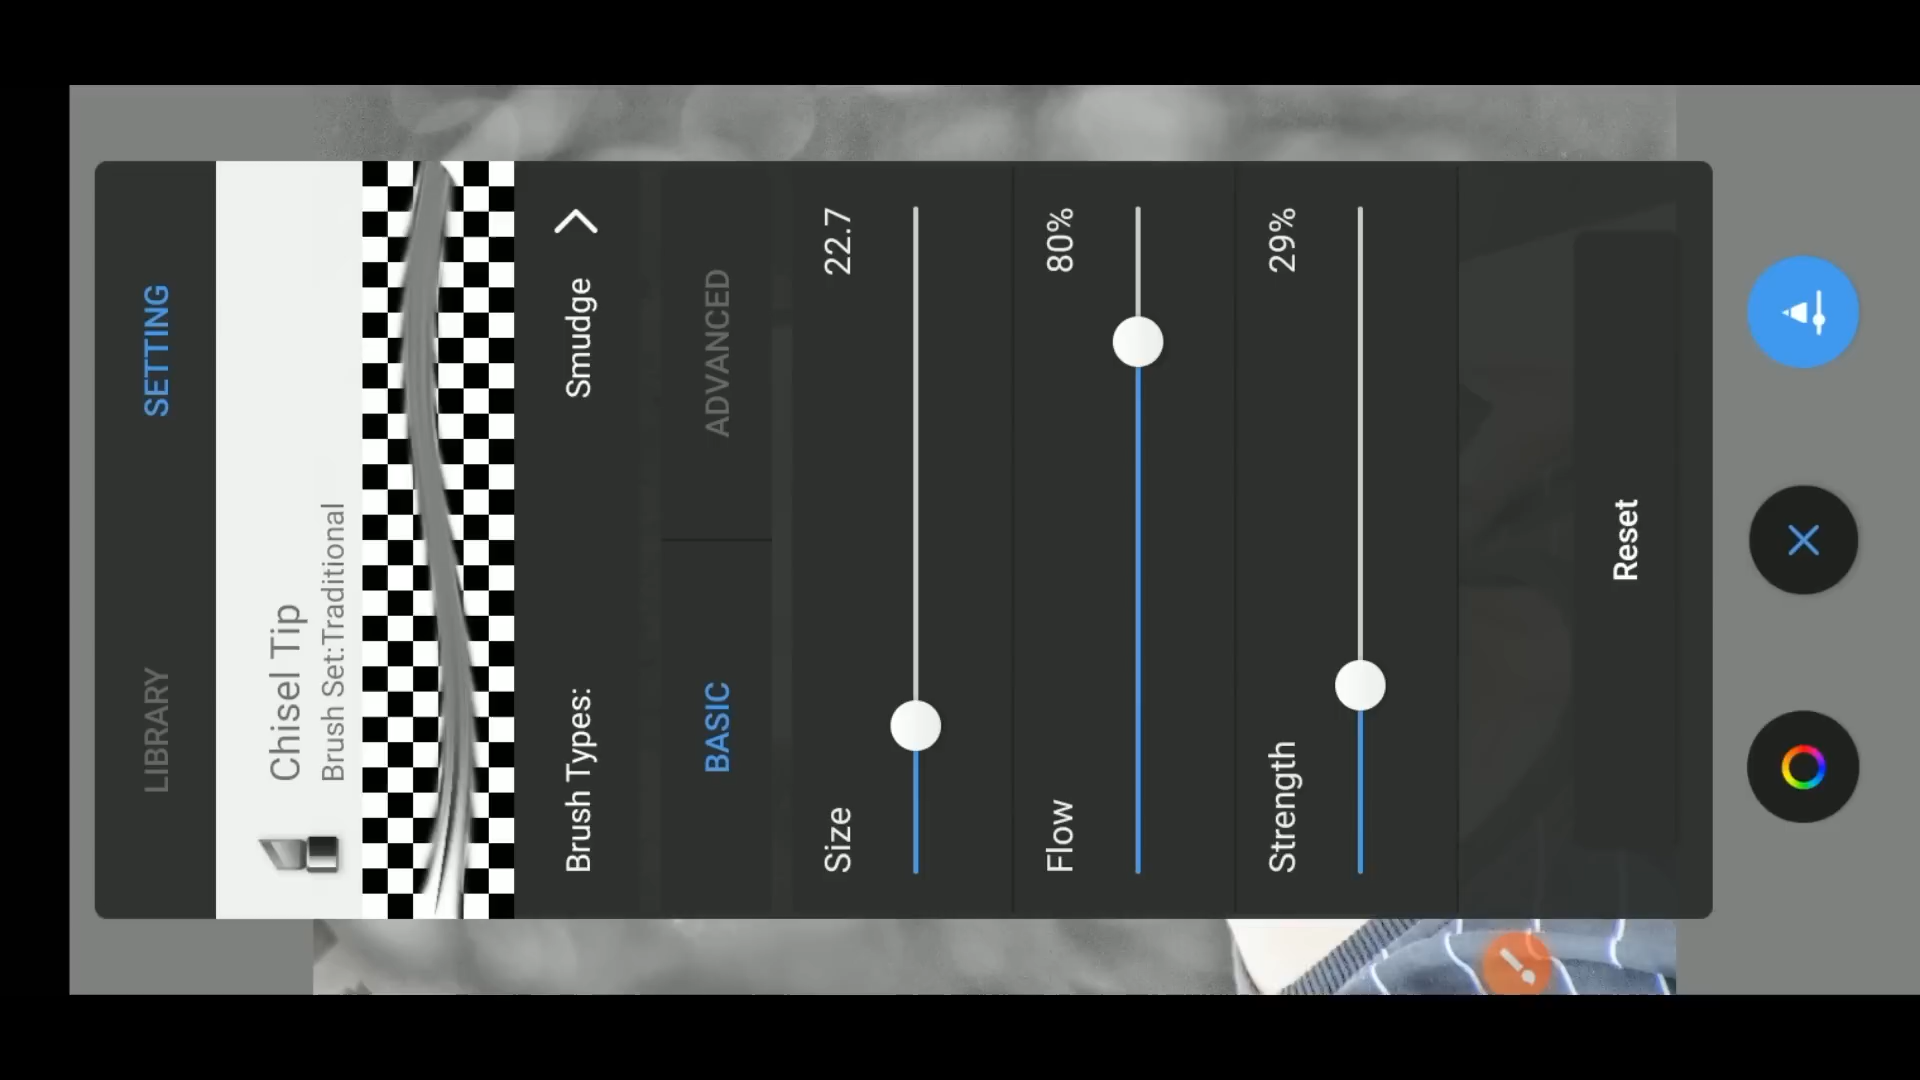 LIBRARY SETTING
Chisel Tip
Brush Set:Traditional
Brush Types: Smudge
BASIC ADVANCED
Size 22.7
Flow 80%
Strength 29%
Reset